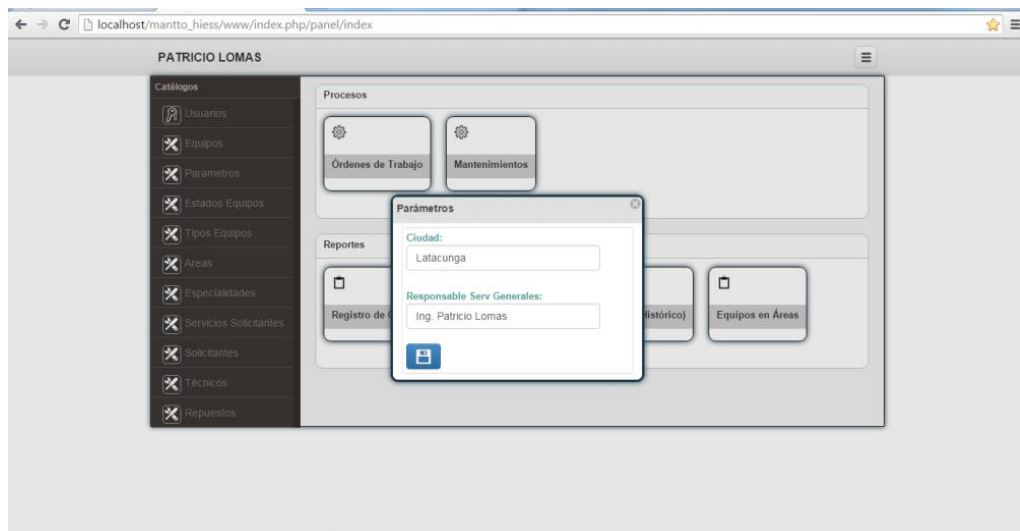 localhost/mantto_hiess/www/index.php/panel/index
PATRICIO LOMAS
Catálogos
Usuarios
Equipos
Parametros
Estados Equipos
Tipos Equipos
Areas
Especialidades
Servicios Solicitantes
Solicitantes
Técnicos
Repuestos
Procesos
Órdenes de Trabajo
Mantenimientos
Reportes
Registro de
Histórico)
Equipos en Áreas
Parámetros
Ciudad:
Latacunga
Responsable Serv Generales:
Ing. Patricio Lomas